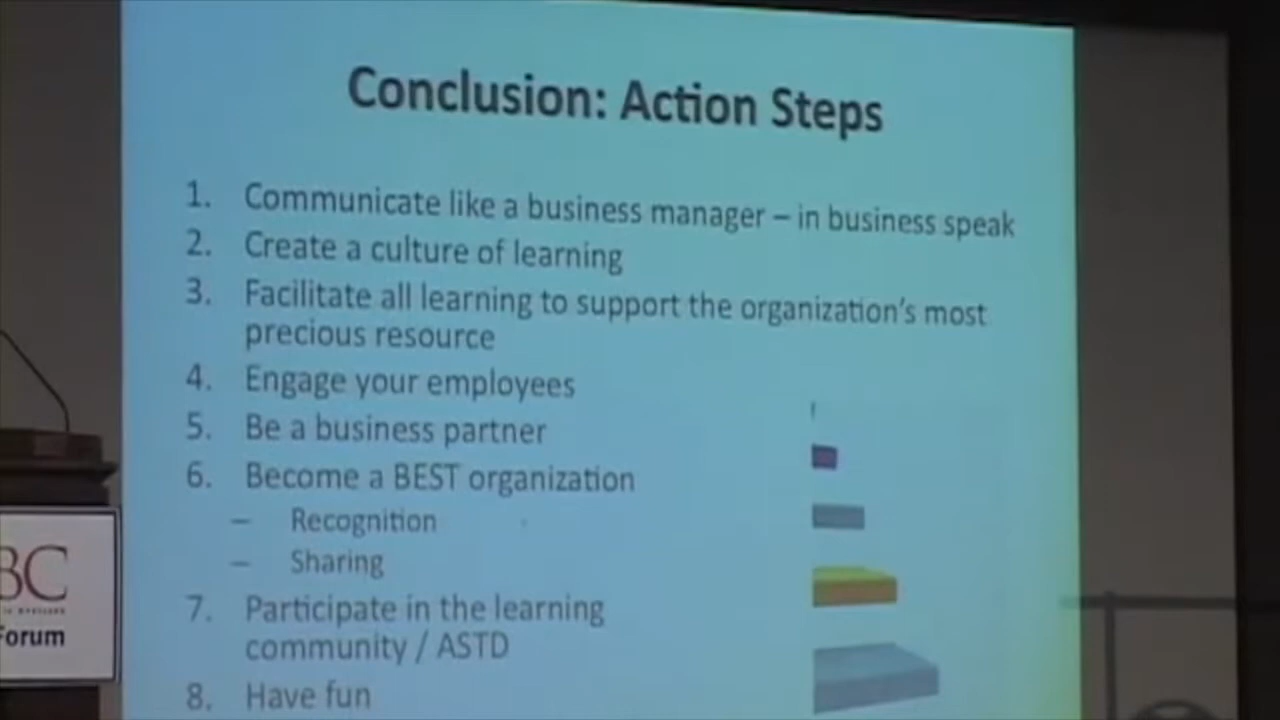 Conclusion: Action Steps
1. Communicate like a business manager – in business speak
2. Create a culture of learning
3. Facilitate all learning to support the organization's most
precious resource
4. Engage your employees
5. Be a business partner
6. Become a BEST organization
– Recognition
– Sharing
7. Participate in the learning
community / ASTD
8. Have fun
BC
Forum